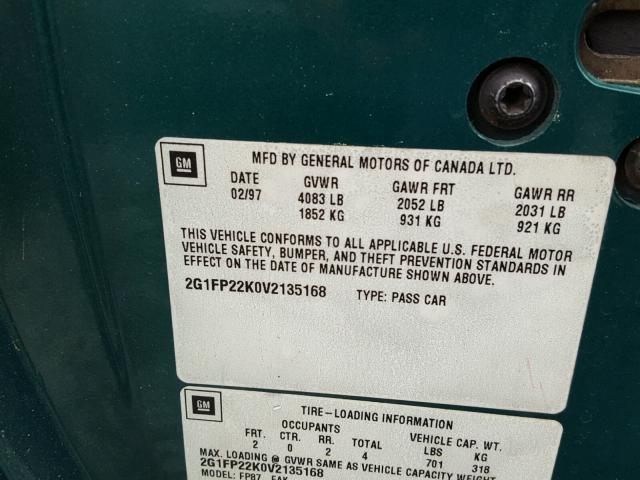 GM
MFD BY GENERAL MOTORS OF CANADA LTD.
DATE GVWR GAWR FRT GAWR RR
02/97 4083 LB 2052 LB 2031 LB
1852 KG 931 KG 921 KG
THIS VEHICLE CONFORMS TO ALL APPLICABLE U.S. FEDERAL MOTOR
VEHICLE SAFETY, BUMPER, AND THEFT PREVENTION STANDARDS IN
EFFECT ON THE DATE OF MANUFACTURE SHOWN ABOVE.
2G1FP22K0V2135168 TYPE: PASS CAR
GM
TIRE-LOADING INFORMATION
OCCUPANTS VEHICLE CAP. WT.
FRT. CTR. RR. TOTAL LBS KG
2 0 2 4 701 318
MAX. LOADING @ GVWR SAME AS VEHICLE CAPACITY WEIGHT
2G1FP22K0V2135168
MODEL: FP87